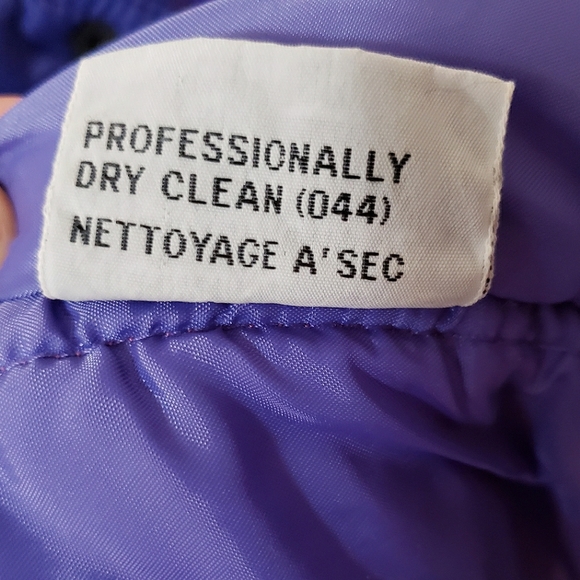 PROFESSIONALLY
DRY CLEAN (044)
NETTOYAGE A'SEC